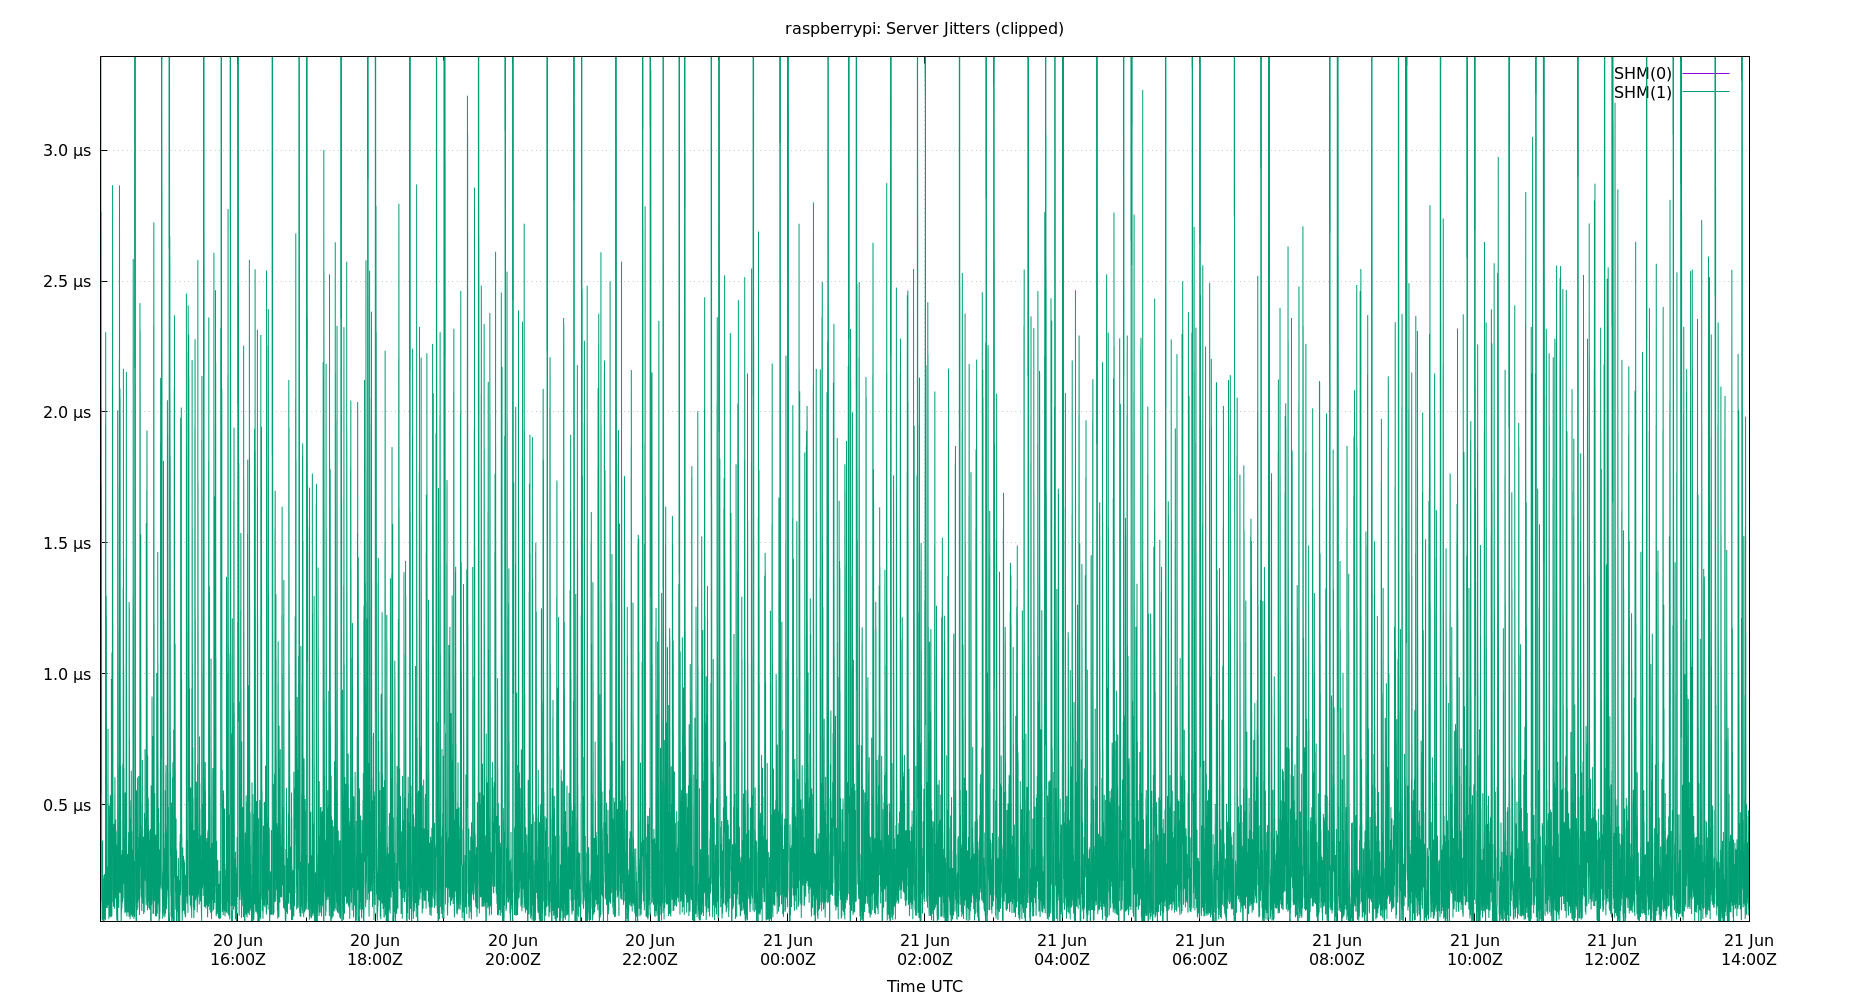 raspberrypi: Server Jitters (clipped)
SHM(0)
SHM(1)
3.0 µs
2.5 µs
2.0 µs
1.5 µs
1.0 µs
0.5 µs
20 Jun 20 Jun 20 Jun 20 Jun 21 Jun 21 Jun 21 Jun 21 Jun 21 Jun 21 Jun 21 Jun 21 Jun
16:00Z 18:00Z 20:00Z 22:00Z 00:00Z 02:00Z 04:00Z 06:00Z 08:00Z 10:00Z 12:00Z 14:00Z
Time UTC